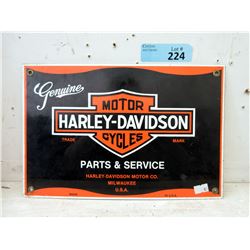 Lot #
224
Genuine
MOTOR
HARLEY-DAVIDSON
CYCLES
TRADE MARK
PARTS & SERVICE
HARLEY-DAVIDSON MOTOR CO.
MILWAUKEE
U.S.A.